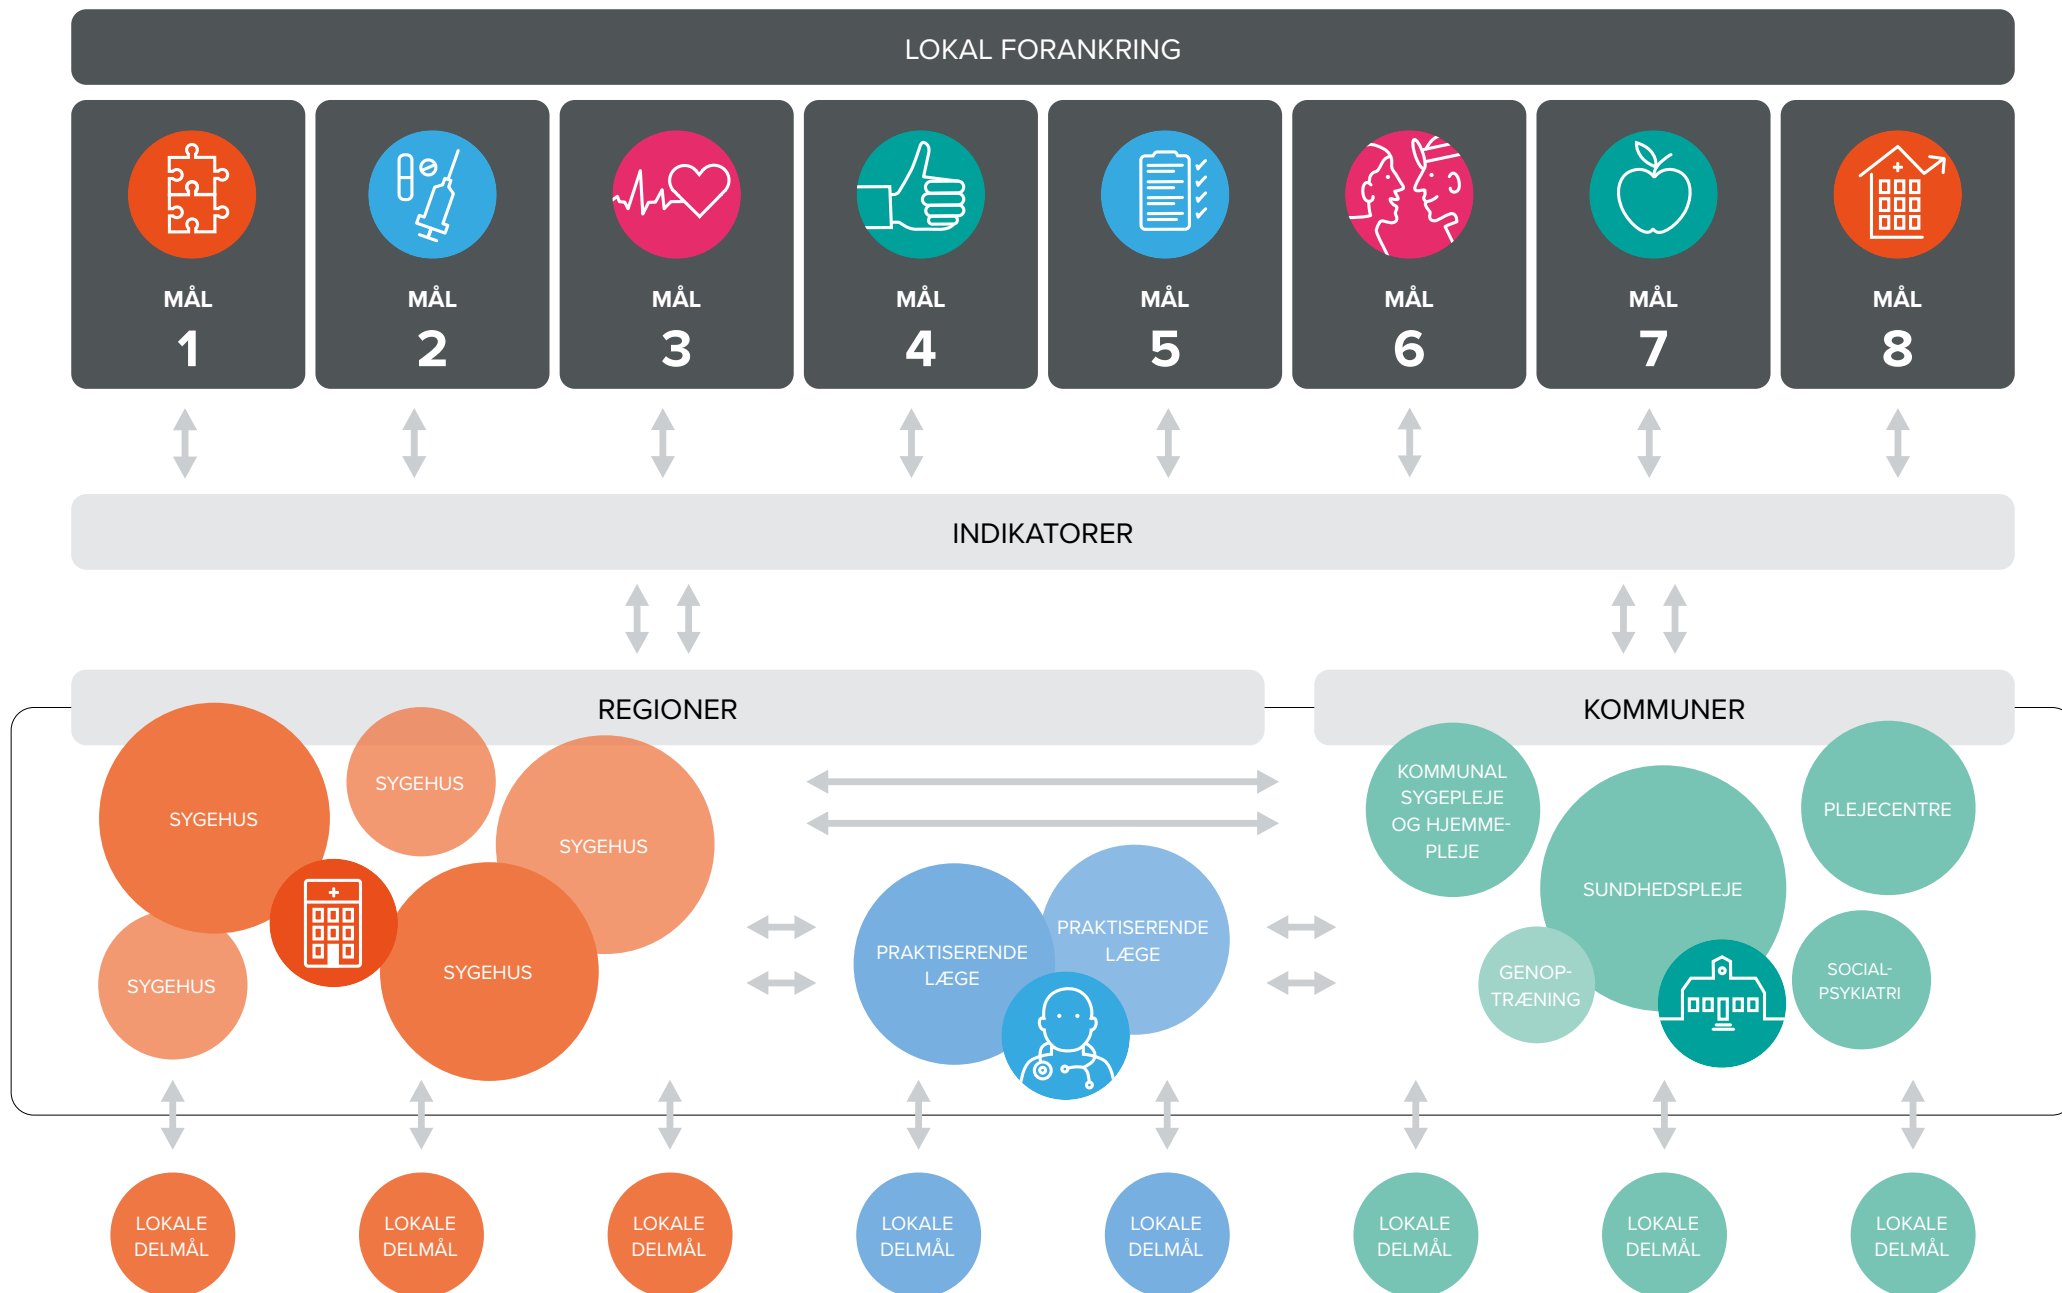 LOKAL FORANKRING
MÅL
1
MÅL
2
MÅL
3
MÅL
4
MÅL
5
MÅL
6
MÅL
7
MÅL
8
INDIKATORER
REGIONER
KOMMUNER
SYGEHUS
SYGEHUS
SYGEHUS
SYGEHUS
SYGEHUS
PRAKTISERENDE
LÆGE
PRAKTISERENDE
LÆGE
KOMMUNAL
SYGEPLEJE
OG HJEMME-
PLEJE
SUNDHEDSPLEJE
PLEJECENTRE
GENOP-
TRÆNING
SOCIAL-
PSYKIATRI
LOKALE
DELMÅL
LOKALE
DELMÅL
LOKALE
DELMÅL
LOKALE
DELMÅL
LOKALE
DELMÅL
LOKALE
DELMÅL
LOKALE
DELMÅL
LOKALE
DELMÅL